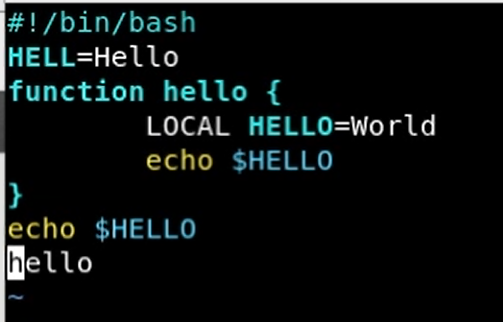 #!/bin/bash
HELL=Hello
function hello {
        LOCAL HELLO=World
        echo $HELLO
}
echo $HELLO
hello
~